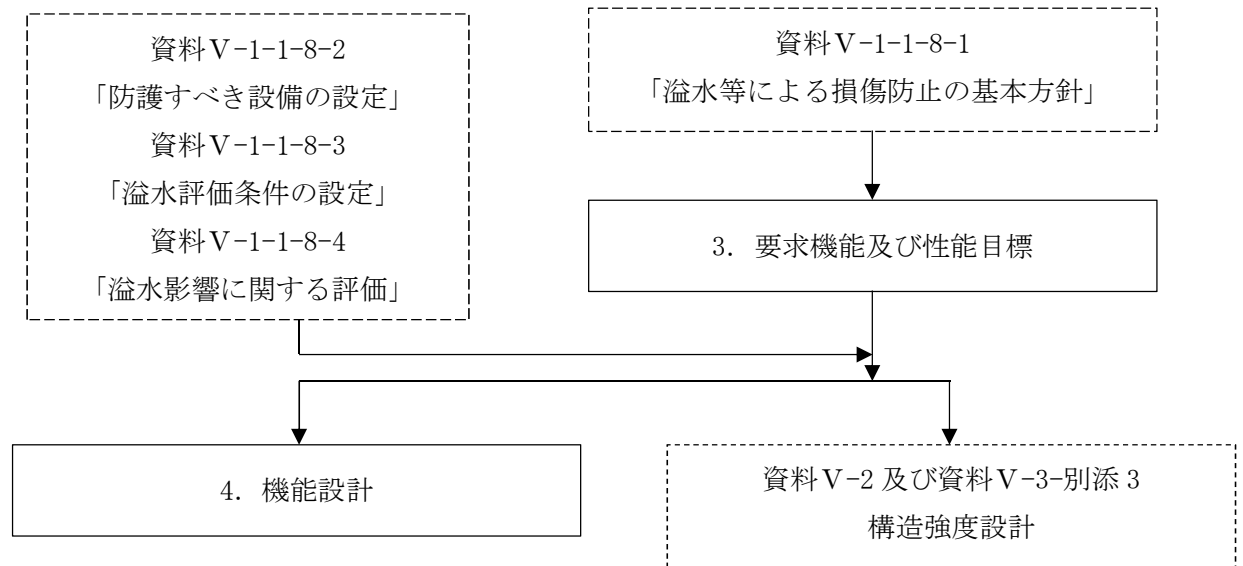 資料Ⅴ-1-1-8-2
「防護すべき設備の設定」
資料Ⅴ-1-1-8-3
「溢水評価条件の設定」
資料Ⅴ-1-1-8-4
「溢水影響に関する評価」
資料Ⅴ-1-1-8-1
「溢水等による損傷防止の基本方針」
3. 要求機能及び性能目標
4. 機能設計
資料Ⅴ-2 及び資料Ⅴ-3-別添 3
構造強度設計